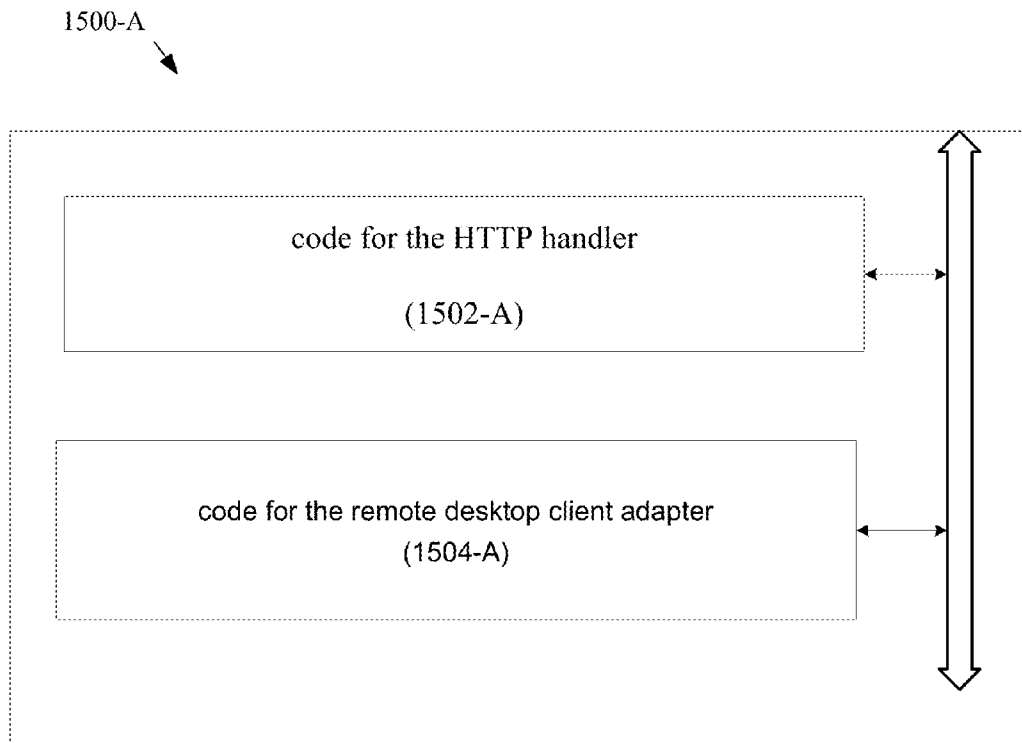 1500-A
code for the HTTP handler
(1502-A)
code for the remote desktop client adapter
(1504-A)